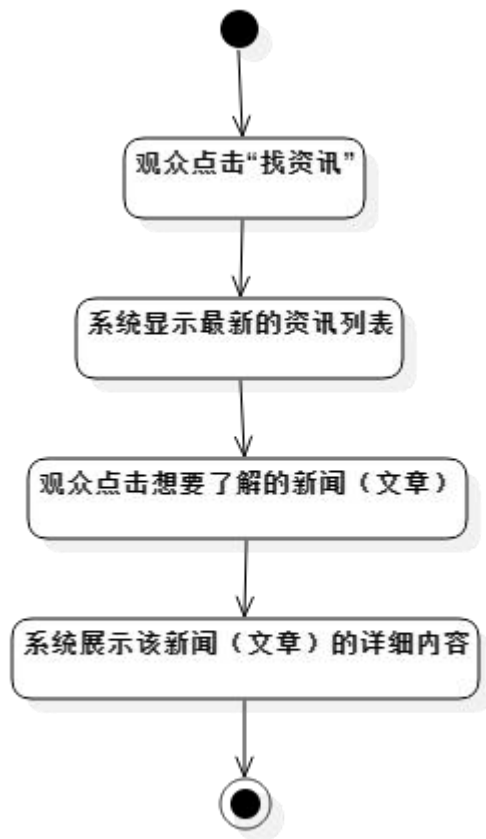 观众点击“找资讯”
系统显示最新的资讯列表
观众点击想要了解的新闻（文章）
系统展示该新闻（文章）的详细内容